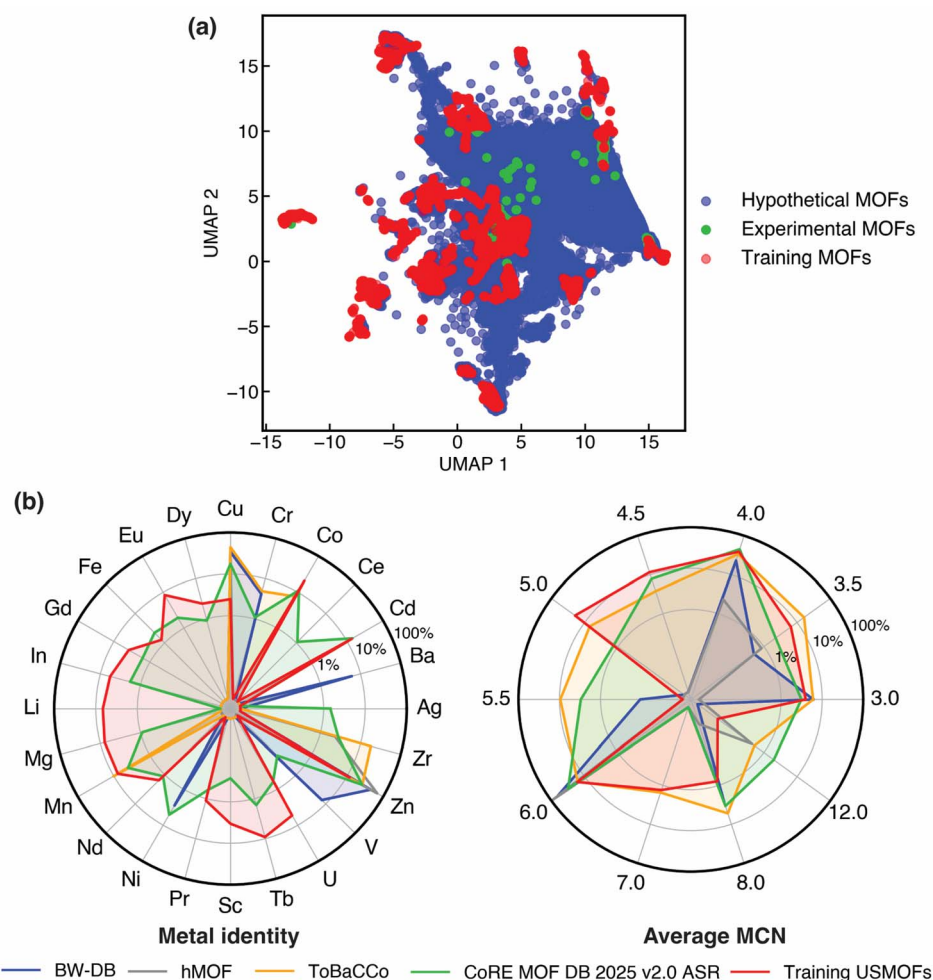 (a)
UMAP 2
15
10
5
0
−5
−10
−15
−10
−5
0
5
10
15
UMAP 1
Hypothetical MOFs
Experimental MOFs
Training MOFs
(b)
Cu
Cr
Co
Ce
Cd
Ba
Ag
Zr
Zn
V
U
Tb
Sc
Pr
Ni
Nd
Mn
Mg
Li
In
Gd
Fe
Eu
Dy
1%
10%
100%
Metal identity
4.0
3.5
3.0
12.0
8.0
7.0
6.0
5.5
5.0
4.5
1%
10%
100%
Average MCN
BW-DB hMOF ToBaCCo CoRE MOF DB 2025 v2.0 ASR Training USMOFs